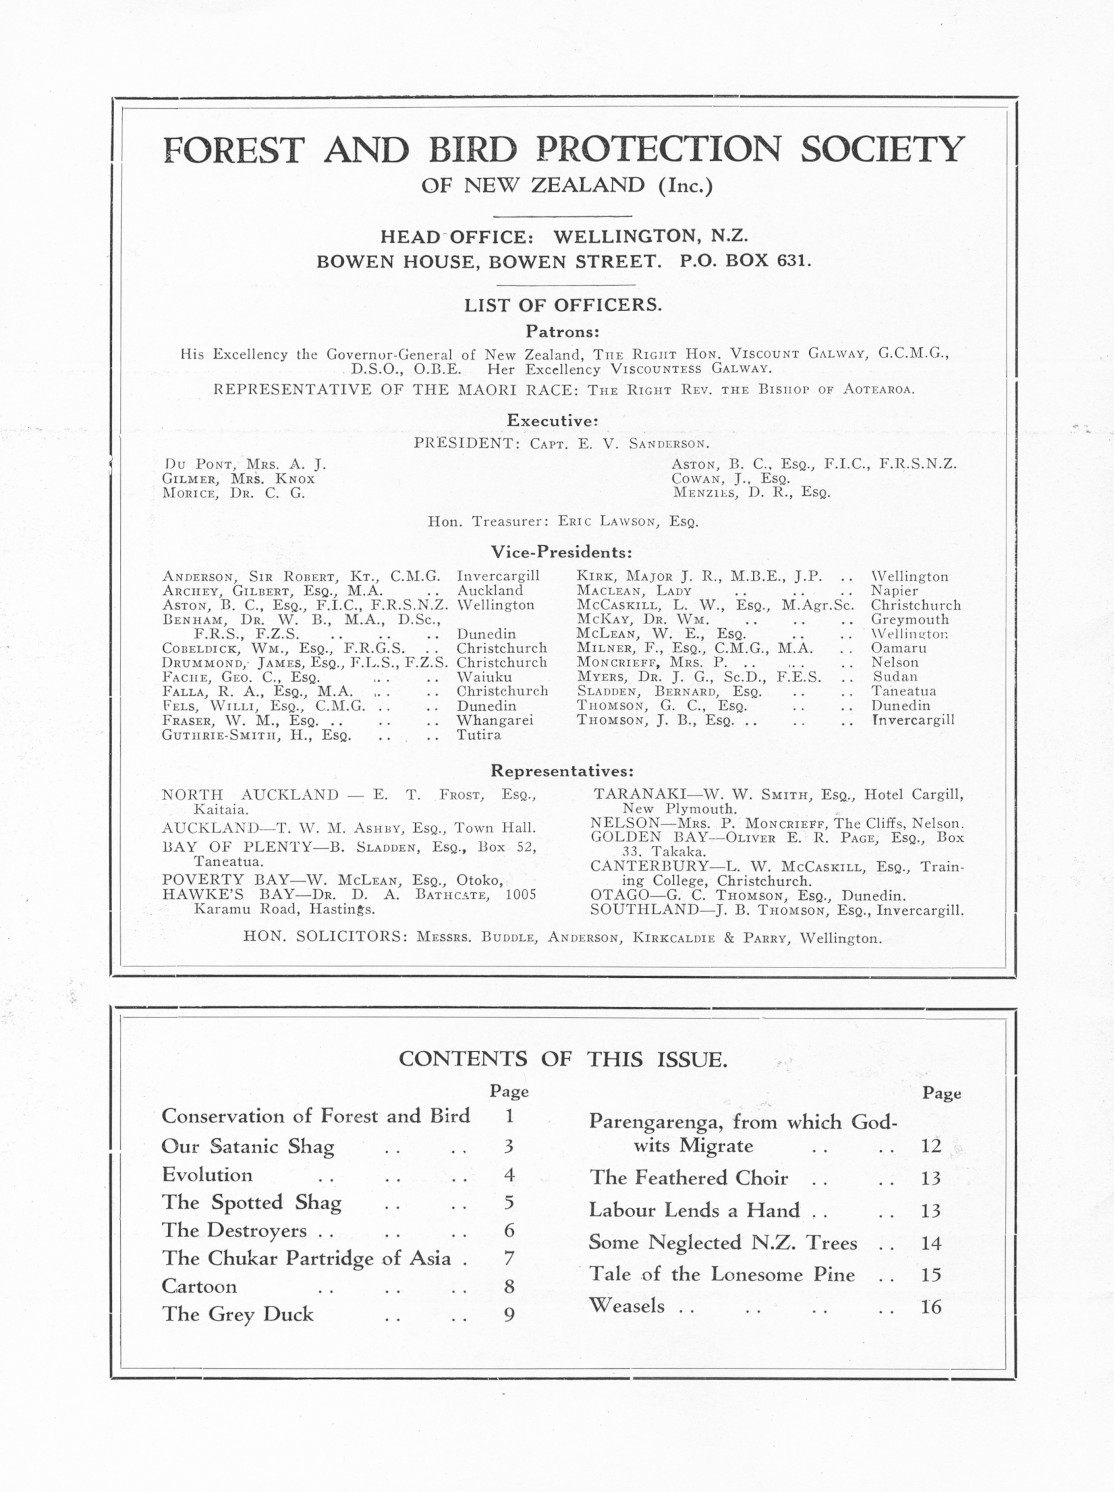 FOREST AND BIRD PROTECTION SOCIETY
OF NEW ZEALAND (Inc.)
HEAD OFFICE: WELLINGTON, N.Z.
BOWEN HOUSE, BOWEN STREET. P.O. BOX 631.
LIST OF OFFICERS.
Patrons:
His Excellency the Governor-General of New Zealand, THE RIGHT HON. VISCOUNT GALWAY, G.C.M.G.,
D.S.O., O.B.E. Her Excellency VISCOUNTESS GALWAY.
REPRESENTATIVE OF THE MAORI RACE: THE RIGHT REV. THE BISHOP OF AOTEAROA.
Executive:
PRESIDENT: CAPT. E. V. SANDERSON.
DU PONT, MRS. A. J.
GILMER, MRS. KNOX
MORICE, DR. C. G.
ASTON, B. C., ESQ., F.I.C., F.R.S.N.Z.
COWAN, J., ESQ.
MENZIES, D. R., ESQ.
Hon. Treasurer: ERIC LAWSON, ESQ.
Vice-Presidents:
ANDERSON, SIR ROBERT, KT., C.M.G. Invercargill
ARCHEY, GILBERT, ESQ., M.A. .. Auckland
ASTON, B. C., ESQ., F.I.C., F.R.S.N.Z. Wellington
BENHAM, DR. W. B., M.A., D.Sc.,
F.R.S., F.Z.S. .. .. .. Dunedin
COBELDICK, WM., ESQ., F.R.G.S. .. Christchurch
DRUMMOND, JAMES, ESQ., F.L.S., F.Z.S. Christchurch
FACHE, GEO. C., ESQ. .. .. Waiuku
FALLA, R. A., ESQ., M.A. .. .. Christchurch
FELS, WILLI, ESQ., C.M.G. .. .. Dunedin
FRASER, W. M., ESQ. .. .. .. Whangarei
GUTHRIE-SMITH, H., ESQ. .. .. Tutira
KIRK, MAJOR J. R., M.B.E., J.P. .. Wellington
MACLEAN, LADY .. .. .. Napier
MCCASKILL, L. W., ESQ., M.Agr.Sc. Christchurch
MCKAY, DR. WM. .. .. .. Greymouth
MCLEAN, W. E., ESQ. .. .. Wellington
MILNER, F., ESQ., C.M.G., M.A. .. Oamaru
MONCRIEFF, MRS. P. .. .. .. Nelson
MYERS, DR. J. G., Sc.D., F.E.S. .. Sudan
SLADDEN, BERNARD, ESQ. .. .. Taneatua
THOMSON, G. C., ESQ. .. .. Dunedin
THOMSON, J. B., ESQ. .. .. .. Invercargill
Representatives:
NORTH AUCKLAND — E. T. FROST, ESQ.,
Kaitaia.
AUCKLAND—T. W. M. ASHBY, ESQ., Town Hall.
BAY OF PLENTY—B. SLADDEN, ESQ., Box 52,
Taneatua.
POVERTY BAY—W. MCLEAN, ESQ., Otoko,
HAWKE'S BAY—DR. D. A. BATHGATE, 1005
Karamu Road, Hastings.
TARANAKI—W. W. SMITH, ESQ., Hotel Cargill,
New Plymouth.
NELSON—MRS. P. MONCRIEFF, The Cliffs, Nelson.
GOLDEN BAY—OLIVER E. R. PAGE, ESQ., Box
33. Takaka.
CANTERBURY—L. W. MCCASKILL, ESQ., Train-
ing College, Christchurch.
OTAGO—G. C. THOMSON, ESQ., Dunedin.
SOUTHLAND—J. B. THOMSON, ESQ., Invercargill.
HON. SOLICITORS: MESSRS. BUDDLE, ANDERSON, KIRKCALDIE & PARRY, Wellington.
CONTENTS OF THIS ISSUE.
Page
Conservation of Forest and Bird 1
Our Satanic Shag .. .. 3
Evolution .. .. .. 4
The Spotted Shag .. .. 5
The Destroyers .. .. .. 6
The Chukar Partridge of Asia . 7
Cartoon .. .. .. 8
The Grey Duck .. .. 9
Page
Parengarenga, from which God-
wits Migrate .. .. 12
The Feathered Choir .. .. 13
Labour Lends a Hand .. .. 13
Some Neglected N.Z. Trees .. 14
Tale of the Lonesome Pine .. 15
Weasels .. .. .. .. 16